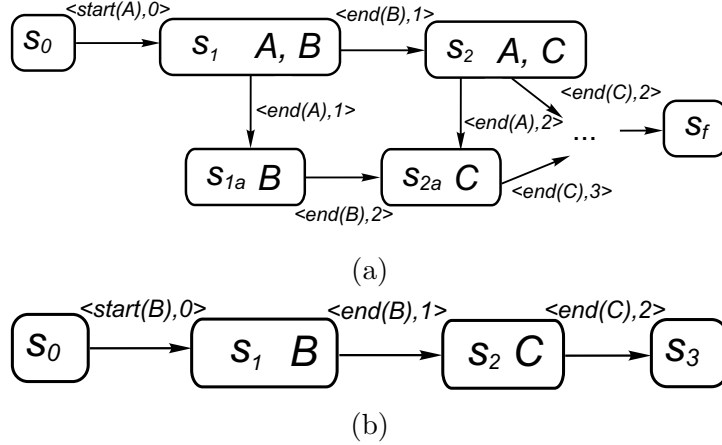 <start(A),0>
<end(B),1>
s0
s1 A, B
s2 A, C
<end(C),2>
<end(A),1>
<end(A),2>
...
sf
s1a B
s2a C
<end(B),2>
<end(C),3>
(a)
<start(B),0>
<end(B),1>
<end(C),2>
s0
s1 B
s2 C
s3
(b)